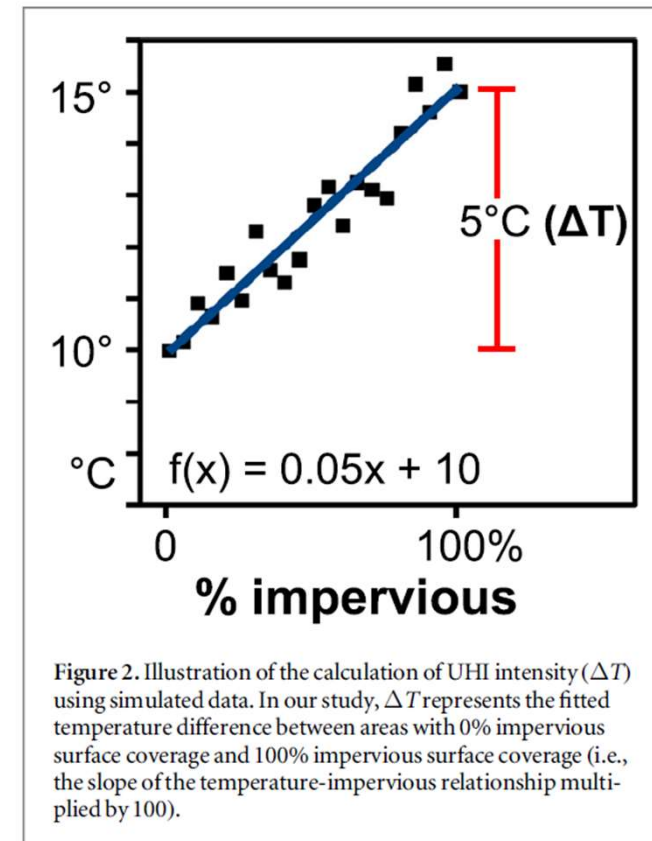 15°
5°C (ΔT)
10°
°C
f(x) = 0.05x + 10
0
100%
% impervious
Figure 2. Illustration of the calculation of UHI intensity (ΔT)
using simulated data. In our study, ΔT represents the fitted
temperature difference between areas with 0% impervious
surface coverage and 100% impervious surface coverage (i.e.,
the slope of the temperature-impervious relationship multi-
plied by 100).